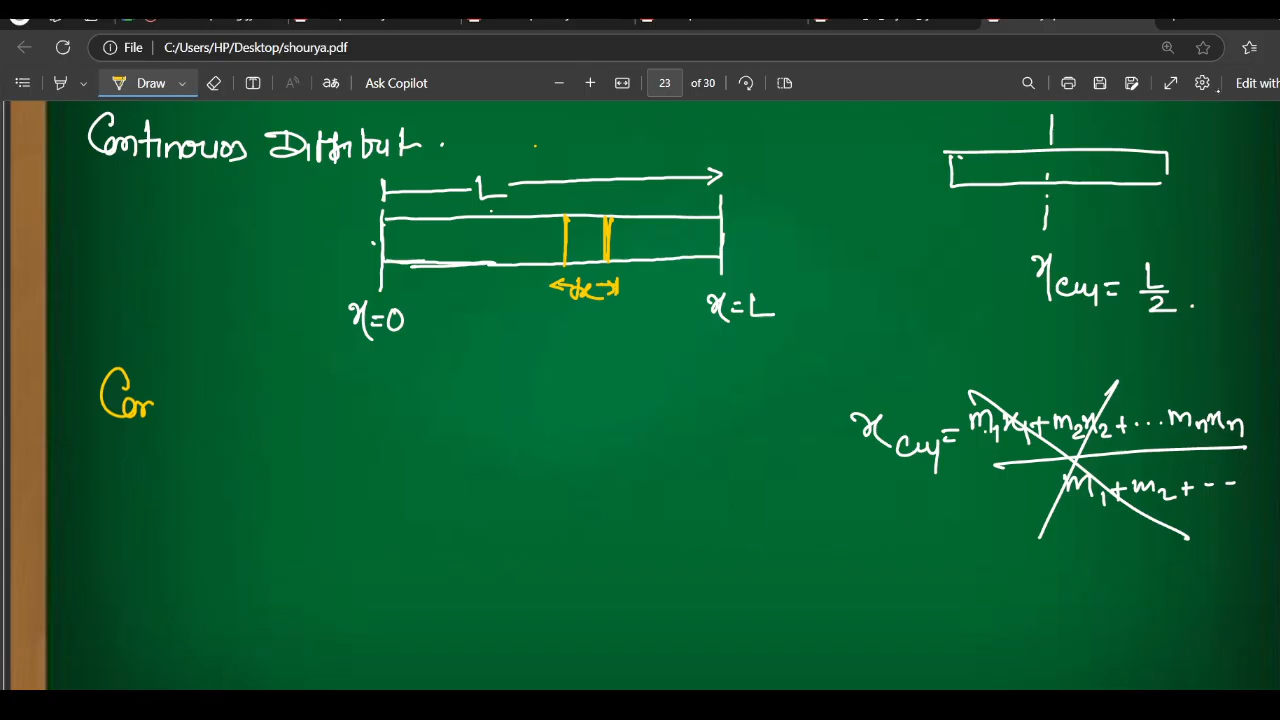 File C:/Users/HP/Desktop/shourya.pdf
Draw Ask Copilot 23 of 30 Edit with
Continuous Distribut.
L
dx
x=0
x=L
xcm = L/2.
Con
xcm = m1x1+m2x2+...mnxn
m1+m2+--